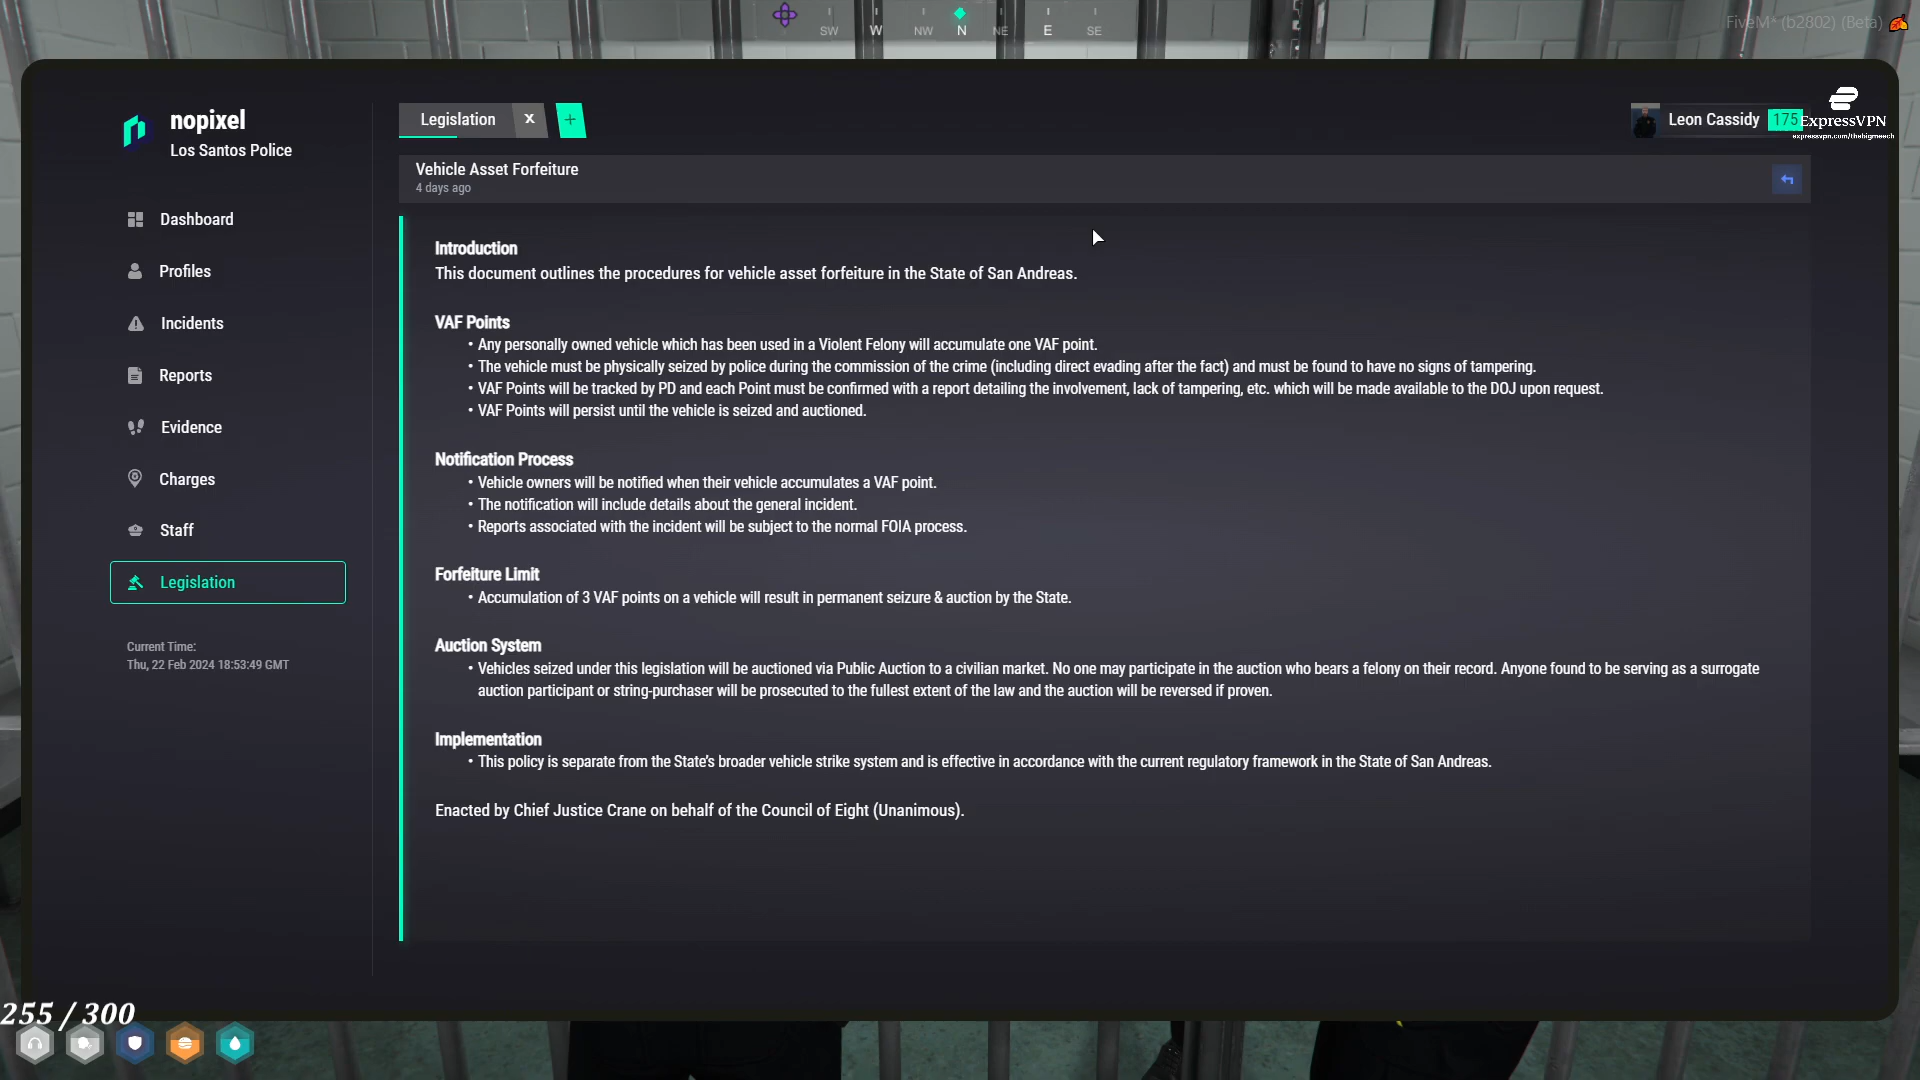 SW W NW N NE E SE
FiveM* (b2802) (Beta)
nopixel
Los Santos Police
Legislation x +
Leon Cassidy 175
ExpressVPN
expressvpn.com/thebigmeech
Vehicle Asset Forfeiture
4 days ago
Dashboard
Profiles
Incidents
Reports
Evidence
Charges
Staff
Legislation
Current Time:
Thu, 22 Feb 2024 18:53:49 GMT
Introduction
This document outlines the procedures for vehicle asset forfeiture in the State of San Andreas.
VAF Points
• Any personally owned vehicle which has been used in a Violent Felony will accumulate one VAF point.
• The vehicle must be physically seized by police during the commission of the crime (including direct evading after the fact) and must be found to have no signs of tampering.
• VAF Points will be tracked by PD and each Point must be confirmed with a report detailing the involvement, lack of tampering, etc. which will be made available to the DOJ upon request.
• VAF Points will persist until the vehicle is seized and auctioned.
Notification Process
• Vehicle owners will be notified when their vehicle accumulates a VAF point.
• The notification will include details about the general incident.
• Reports associated with the incident will be subject to the normal FOIA process.
Forfeiture Limit
• Accumulation of 3 VAF points on a vehicle will result in permanent seizure & auction by the State.
Auction System
• Vehicles seized under this legislation will be auctioned via Public Auction to a civilian market. No one may participate in the auction who bears a felony on their record. Anyone found to be serving as a surrogate
auction participant or string-purchaser will be prosecuted to the fullest extent of the law and the auction will be reversed if proven.
Implementation
• This policy is separate from the State's broader vehicle strike system and is effective in accordance with the current regulatory framework in the State of San Andreas.
Enacted by Chief Justice Crane on behalf of the Council of Eight (Unanimous).
255 / 300